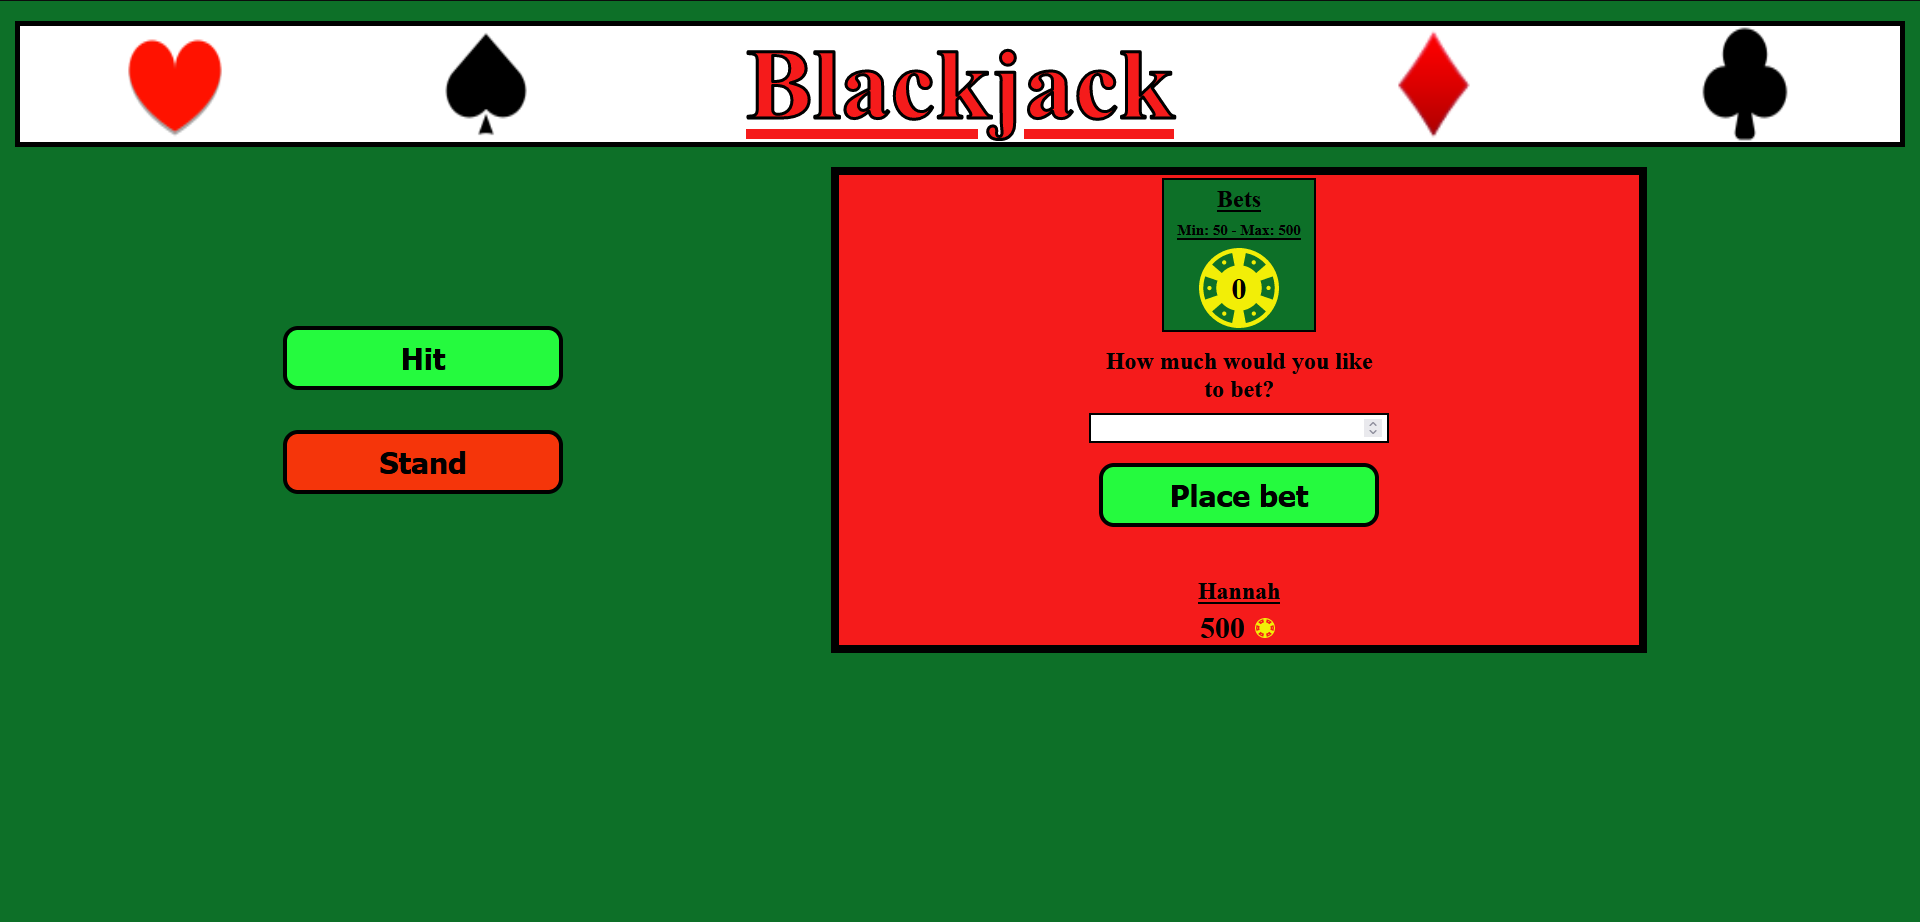 Blackjack
Hit
Stand
Bets
Min: 50 - Max: 500
0
How much would you like
to bet?
Place bet
Hannah
500